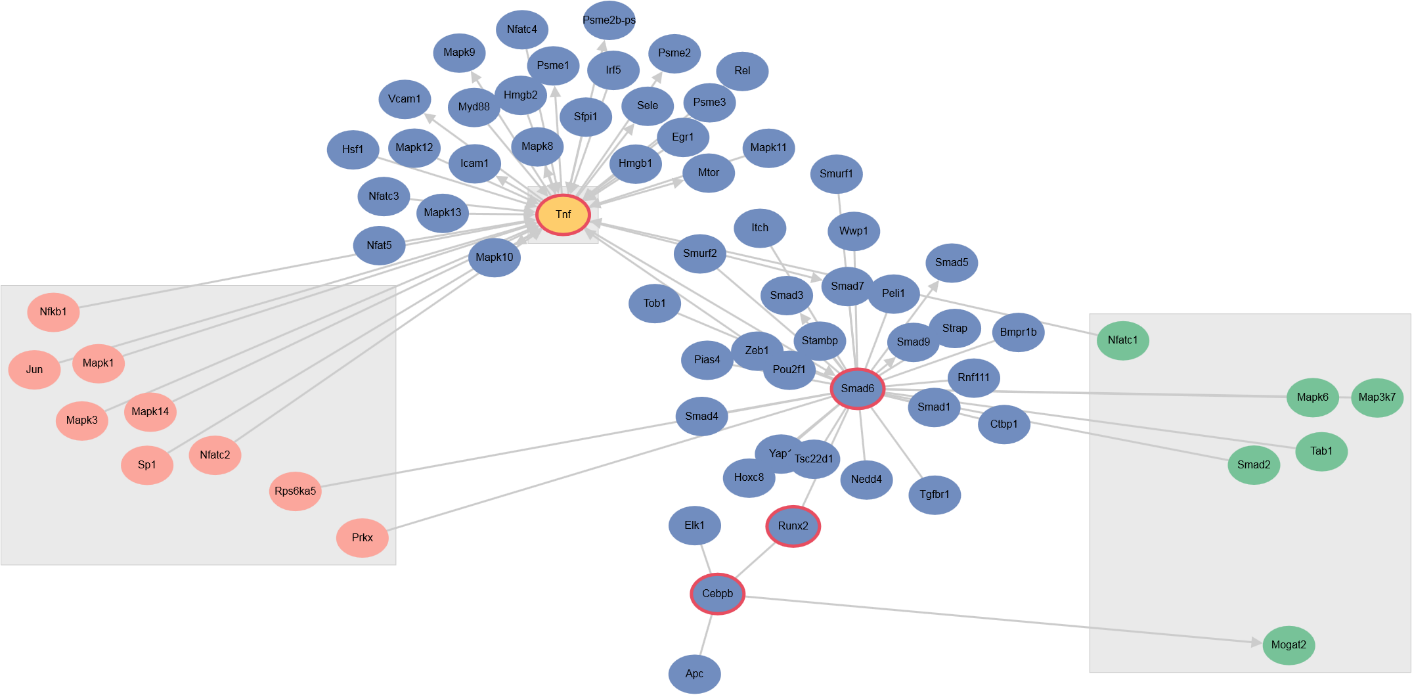 Psme2b-ps
Nfatc4
Mapk9
Psme1
Irf5
Psme2
Rel
Vcam1
Myd88
Hmgb2
Sfpi1
Sele
Psme3
Hsf1
Mapk12
Icam1
Mapk8
Hmgb1
Egr1
Mtor
Mapk11
Smurf1
Nfatc3
Mapk13
Tnf
Itch
Wwp1
Nfat5
Mapk10
Smurf2
Smad5
Smad7
Peli1
Smad3
Tob1
Nfkb1
Strap
Bmpr1b
Smad9
Stambp
Nfatc1
Zeb1
Pias4
Pou2f1
Jun
Mapk1
Smad6
Rnf111
Mapk6
Map3k7
Smad1
Ctbp1
Smad4
Mapk3
Mapk14
Tab1
Nfatc2
Sp1
Tsc22d1
Smad2
Hoxc8
Nedd4
Tgfbr1
Rps6ka5
Elk1
Runx2
Prkx
Cebpb
Mogat2
Apc